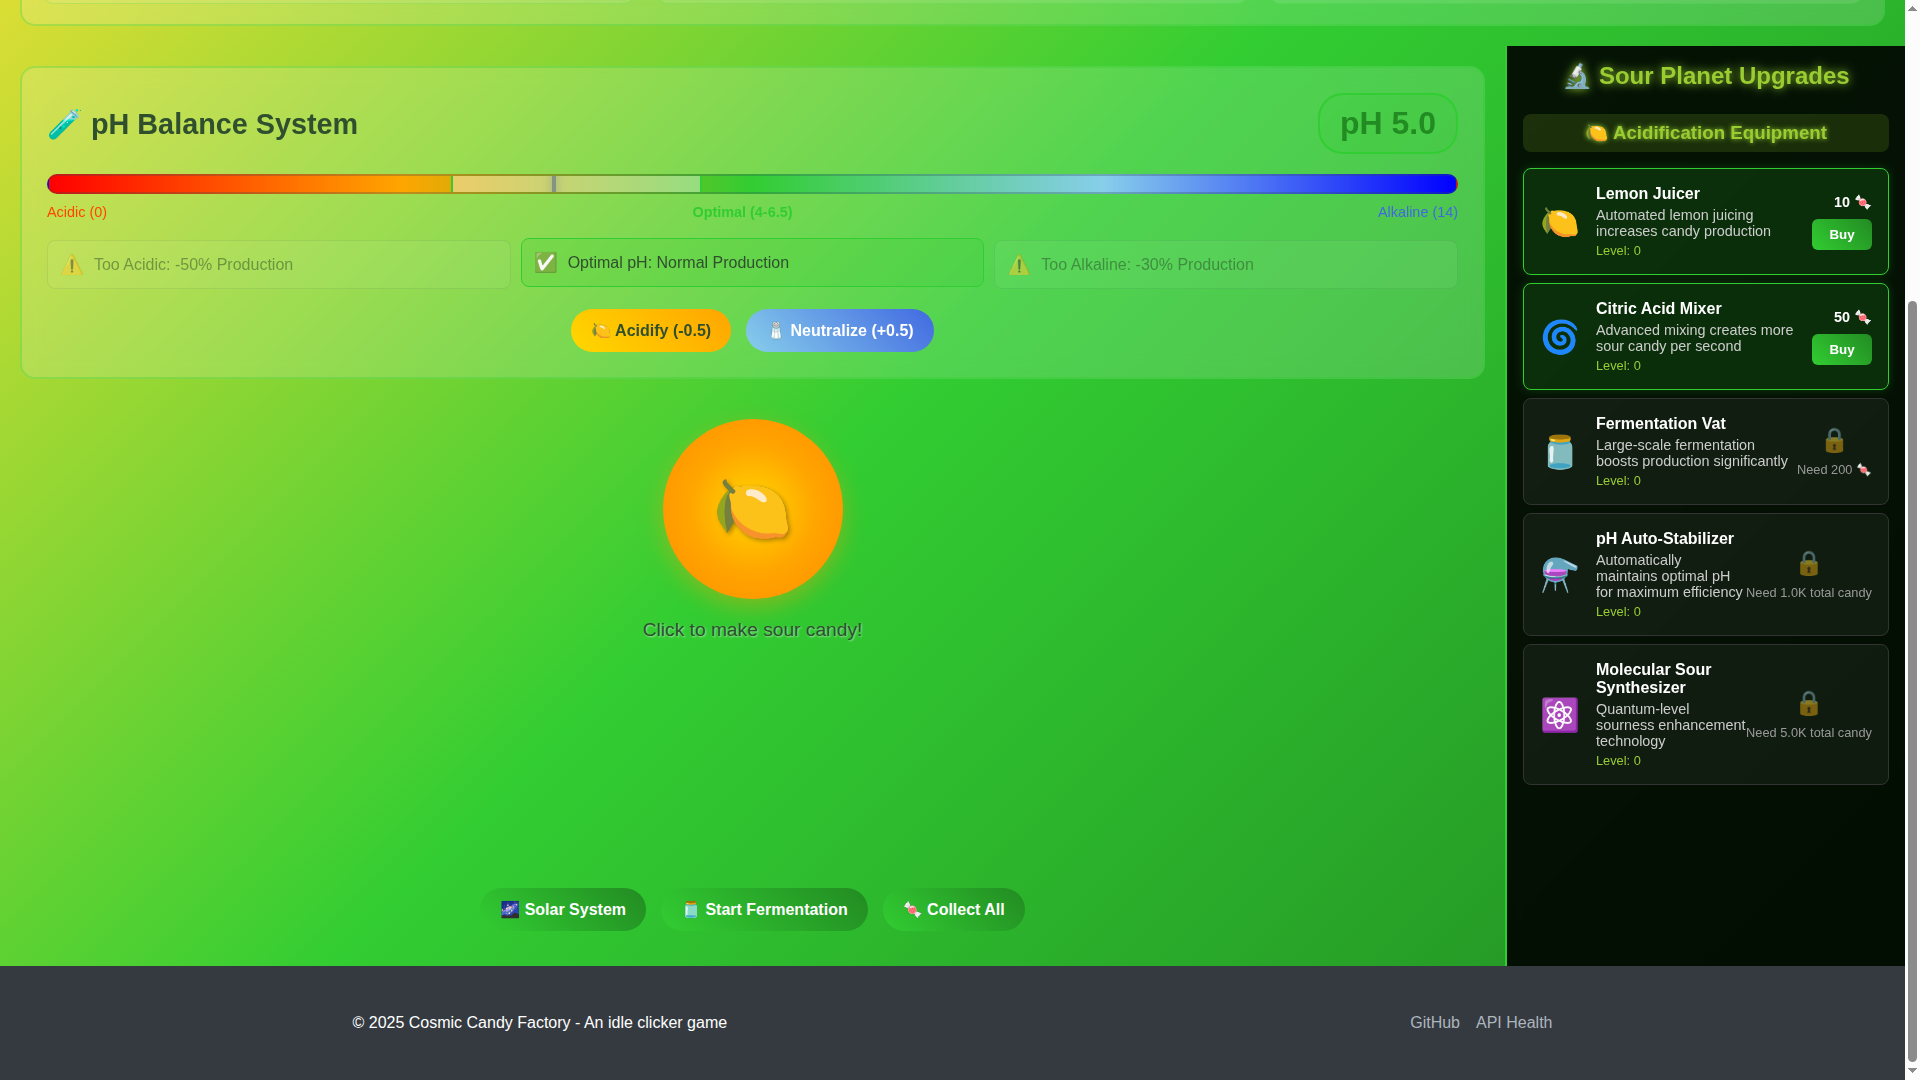 pH Balance System
pH 5.0
Acidic (0)
Optimal (4-6.5)
Alkaline (14)
Too Acidic: -50% Production
Optimal pH: Normal Production
Too Alkaline: -30% Production
Acidify (-0.5)
Neutralize (+0.5)
Click to make sour candy!
Solar System
Start Fermentation
Collect All
Sour Planet Upgrades
Acidification Equipment
Lemon Juicer
Automated lemon juicing
increases candy production
Level: 0
10
Buy
Citric Acid Mixer
Advanced mixing creates more
sour candy per second
Level: 0
50
Buy
Fermentation Vat
Large-scale fermentation
boosts production significantly
Level: 0
Need 200
pH Auto-Stabilizer
Automatically
maintains optimal pH
for maximum efficiency
Level: 0
Need 1.0K total candy
Molecular Sour
Synthesizer
Quantum-level
sourness enhancement
technology
Level: 0
Need 5.0K total candy
© 2025 Cosmic Candy Factory - An idle clicker game
GitHub
API Health